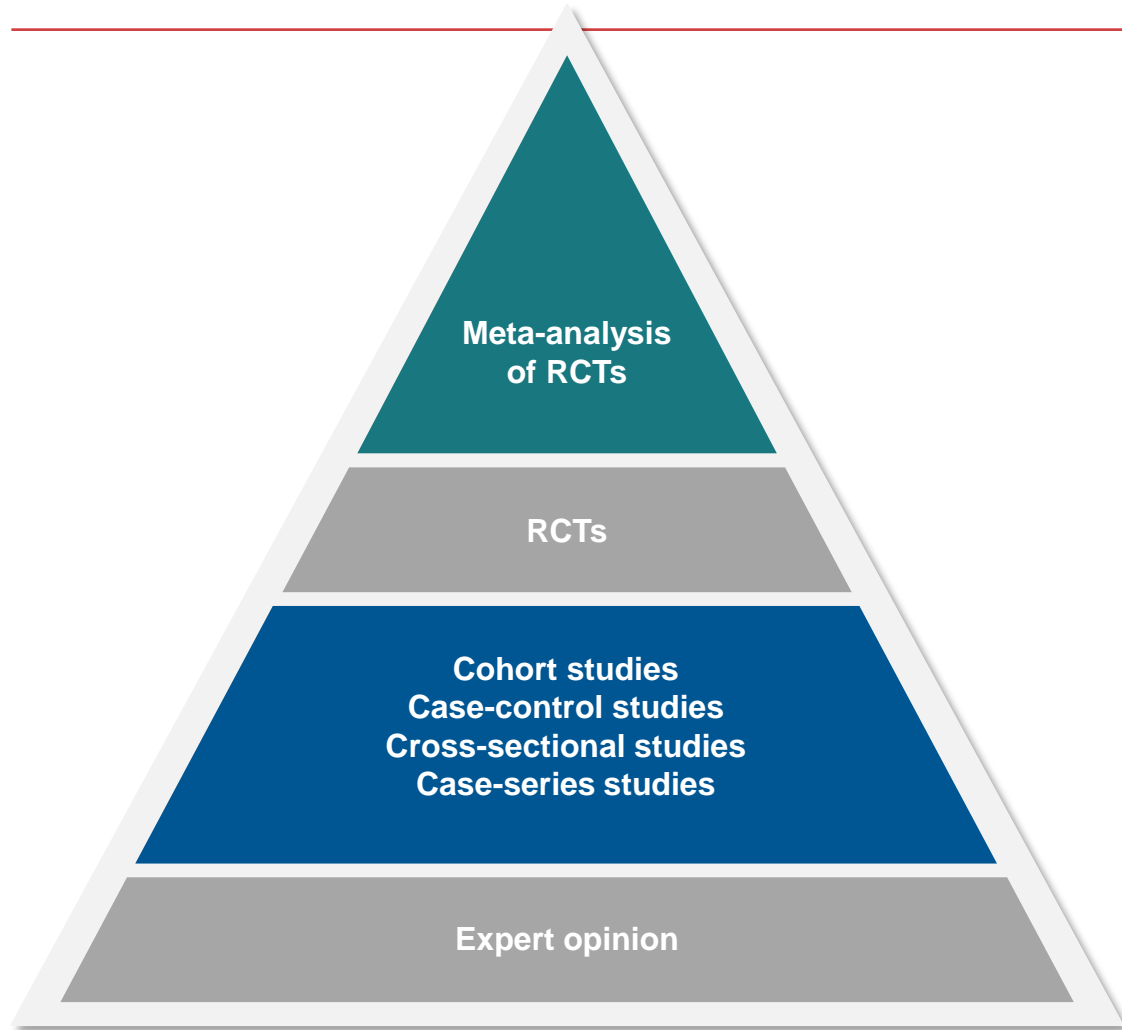 Meta-analysis
of RCTs
RCTs
Cohort studies
Case-control studies
Cross-sectional studies
Case-series studies
Expert opinion